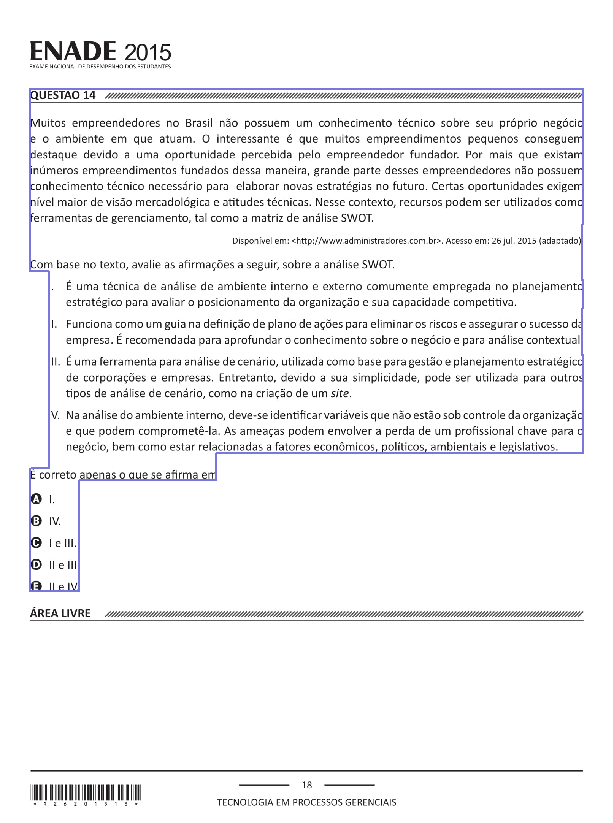 ENADE 2015
EXAME NACIONAL DE DESEMPENHO DOS ESTUDANTES
QUESTÃO 14
Muitos empreendedores no Brasil não possuem um conhecimento técnico sobre seu próprio negócio
e o ambiente em que atuam. O interessante é que muitos empreendimentos pequenos conseguem
destaque devido a uma oportunidade percebida pelo empreendedor fundador. Por mais que existam
inúmeros empreendimentos fundados dessa maneira, grande parte desses empreendedores não possuem
conhecimento técnico necessário para elaborar novas estratégias no futuro. Certas oportunidades exigem
nível maior de visão mercadológica e atitudes técnicas. Nesse contexto, recursos podem ser utilizados como
ferramentas de gerenciamento, tal como a matriz de análise SWOT.
Disponível em: <http://www.administradores.com.br>. Acesso em: 26 jul. 2015 (adaptado)
Com base no texto, avalie as afirmações a seguir, sobre a análise SWOT.
. É uma técnica de análise de ambiente interno e externo comumente empregada no planejamento
estratégico para avaliar o posicionamento da organização e sua capacidade competitiva.
I. Funciona como um guia na definição de plano de ações para eliminar os riscos e assegurar o sucesso da
empresa. É recomendada para aprofundar o conhecimento sobre o negócio e para análise contextual
II. É uma ferramenta para análise de cenário, utilizada como base para gestão e planejamento estratégico
de corporações e empresas. Entretanto, devido a sua simplicidade, pode ser utilizada para outros
tipos de análise de cenário, como na criação de um site.
V. Na análise do ambiente interno, deve-se identificar variáveis que não estão sob controle da organização
e que podem comprometê-la. As ameaças podem envolver a perda de um profissional chave para o
negócio, bem como estar relacionadas a fatores econômicos, políticos, ambientais e legislativos.
É correto apenas o que se afirma em
A I.
B IV.
C I e III.
D II e III
E II e IV
ÁREA LIVRE
18
TECNOLOGIA EM PROCESSOS GERENCIAIS